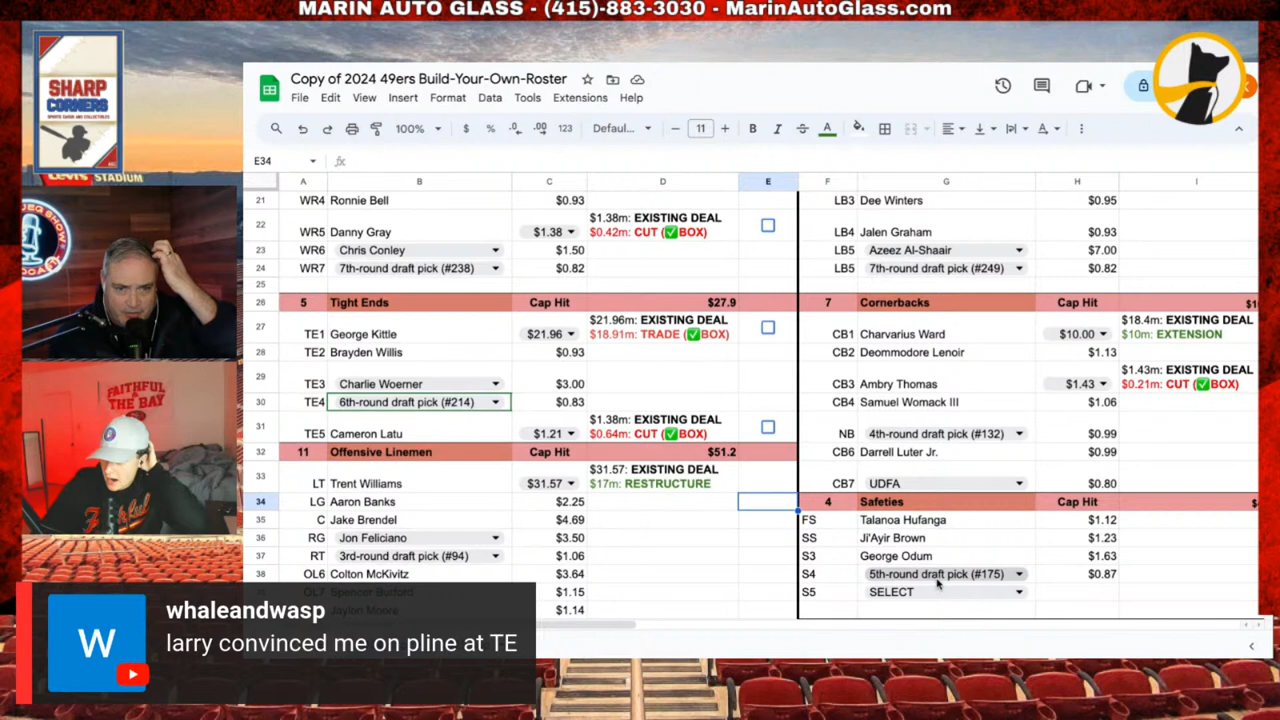 MARIN AUTO GLASS - (415)-883-3030 - MarinAutoGlass.com
SHARP
CORNERS
SPORTS CARDS AND COLLECTIBLES
LEVI'S STADIUM
Copy of 2024 49ers Build-Your-Own-Roster
File Edit View Insert Format Data Tools Extensions Help
100% $ % .0 .00 123 Defaul... 11 B I S A
E34 fx
A B C D E F G H I
21 WR4 Ronnie Bell $0.93 LB3 Dee Winters $0.95
$1.38m: EXISTING DEAL
22 WR5 Danny Gray $1.38 $0.42m: CUT (✅BOX) LB4 Jalen Graham $0.93
23 WR6 Chris Conley $1.50 LB5 Azeez Al-Shaair $7.00
24 WR7 7th-round draft pick (#238) $0.82 LB5 7th-round draft pick (#249) $0.82
25
26 5 Tight Ends Cap Hit $27.9 7 Cornerbacks Cap Hit
$21.96m: EXISTING DEAL $18.4m: EXISTING DEAL
27 TE1 George Kittle $21.96 $18.91m: TRADE (✅BOX) CB1 Charvarius Ward $10.00 $10m: EXTENSION
28 TE2 Brayden Willis $0.93 CB2 Deommodore Lenoir $1.13
$1.43m: EXISTING DEAL
29 TE3 Charlie Woerner $3.00 CB3 Ambry Thomas $1.43 $0.21m: CUT (✅BOX)
30 TE4 6th-round draft pick (#214) $0.83 CB4 Samuel Womack III $1.06
$1.38m: EXISTING DEAL
31 TE5 Cameron Latu $1.21 $0.64m: CUT (✅BOX) NB 4th-round draft pick (#132) $0.99
32 11 Offensive Linemen Cap Hit $51.2 CB6 Darrell Luter Jr. $0.99
$31.57: EXISTING DEAL
33 LT Trent Williams $31.57 $17m: RESTRUCTURE CB7 UDFA $0.80
34 LG Aaron Banks $2.25 4 Safeties Cap Hit
35 C Jake Brendel $4.69 FS Talanoa Hufanga $1.12
36 RG Jon Feliciano $3.50 SS Ji'Ayir Brown $1.23
37 RT 3rd-round draft pick (#94) $1.06 S3 George Odum $1.63
38 OL6 Colton McKivitz $3.64 S4 5th-round draft pick (#175) $0.87
OL7 Spencer Burford $1.15 S5 SELECT
Jaylon Moore $1.14
FAITHFUL
THE BAY
W
whaleandwasp
larry convinced me on pline at TE